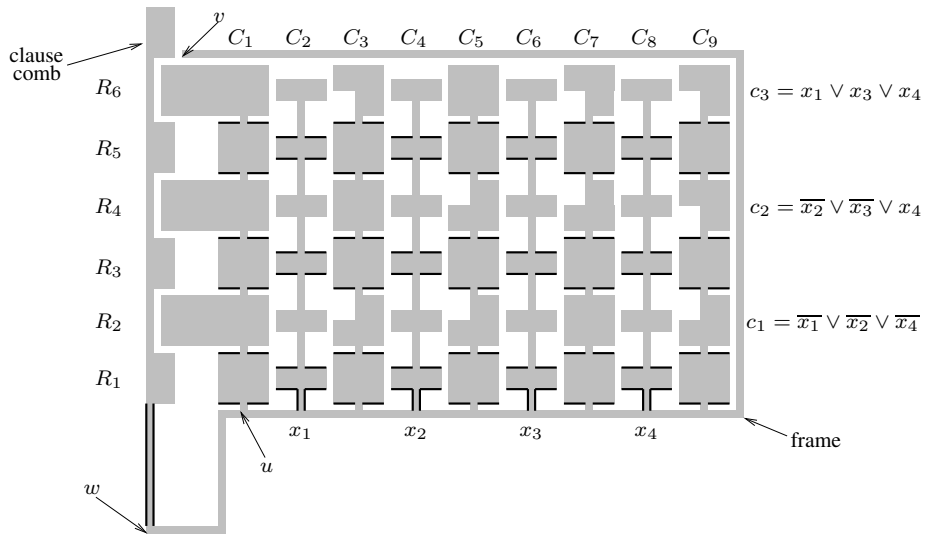 v
C₁ C₂ C₃ C₄ C₅ C₆ C₇ C₈ C₉
clause
comb
R₆
c₃ = x₁ ∨ x₃ ∨ x₄
R₅
R₄
c₂ = x̅₂ ∨ x̅₃ ∨ x₄
R₃
R₂
c₁ = x̅₁ ∨ x̅₂ ∨ x̅₄
R₁
x₁ x₂ x₃ x₄
frame
u
w